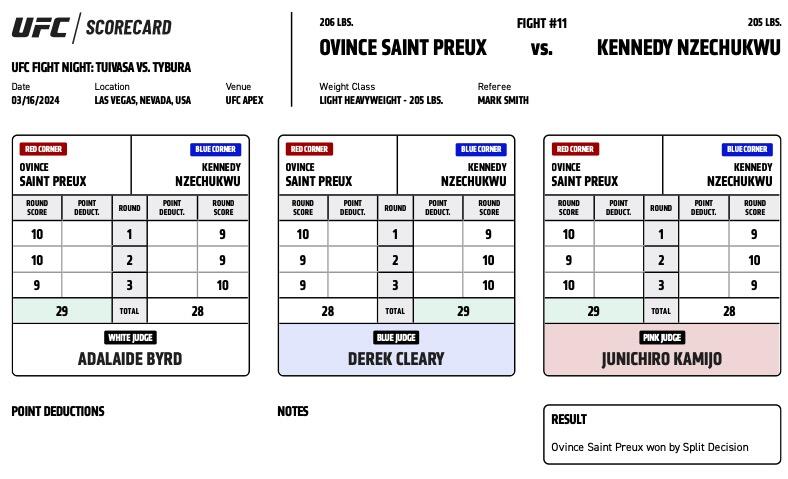 UFC / SCORECARD
UFC FIGHT NIGHT: TUIVASA VS. TYBURA
Date Location Venue
03/16/2024 LAS VEGAS, NEVADA, USA UFC APEX
206 LBS. FIGHT #11 205 LBS.
OVINCE SAINT PREUX vs. KENNEDY NZECHUKWU
Weight Class Referee
LIGHT HEAVYWEIGHT - 205 LBS. MARK SMITH
RED CORNER BLUE CORNER
OVINCE KENNEDY
SAINT PREUX NZECHUKWU
ROUND SCORE POINT DEDUCT. ROUND POINT DEDUCT. ROUND SCORE
10 1 9
10 2 9
9 3 10
29 TOTAL 28
WHITE JUDGE
ADALAIDE BYRD
RED CORNER BLUE CORNER
OVINCE KENNEDY
SAINT PREUX NZECHUKWU
ROUND SCORE POINT DEDUCT. ROUND POINT DEDUCT. ROUND SCORE
10 1 9
9 2 10
9 3 10
28 TOTAL 29
BLUE JUDGE
DEREK CLEARY
RED CORNER BLUE CORNER
OVINCE KENNEDY
SAINT PREUX NZECHUKWU
ROUND SCORE POINT DEDUCT. ROUND POINT DEDUCT. ROUND SCORE
10 1 9
9 2 10
10 3 9
29 TOTAL 28
PINK JUDGE
JUNICHIRO KAMIJO
POINT DEDUCTIONS
NOTES
RESULT
Ovince Saint Preux won by Split Decision